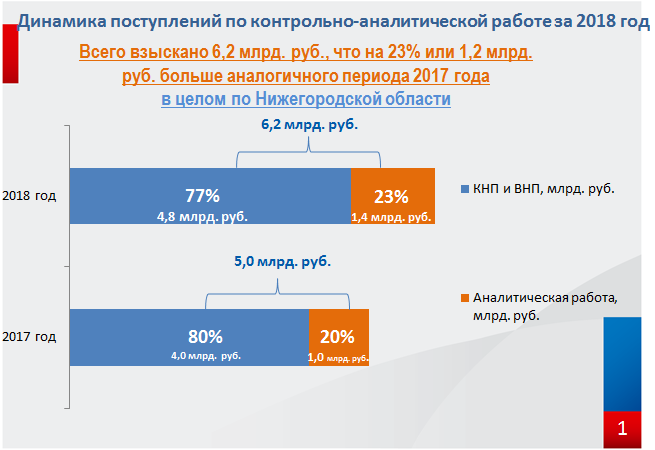 Динамика поступлений по контрольно-аналитической работе за 2018 год
Всего взыскано 6,2 млрд. руб., что на 23% или 1,2 млрд.
руб. больше аналогичного периода 2017 года
в целом по Нижегородской области
6,2 млрд. руб.
2018 год
77%
4,8 млрд. руб.
23%
1,4 млрд. руб.
КНП и ВНП, млрд. руб.
5,0 млрд. руб.
Аналитическая работа,
млрд. руб.
2017 год
80%
4,0 млрд. руб.
20%
1,0 млрд. руб.
1